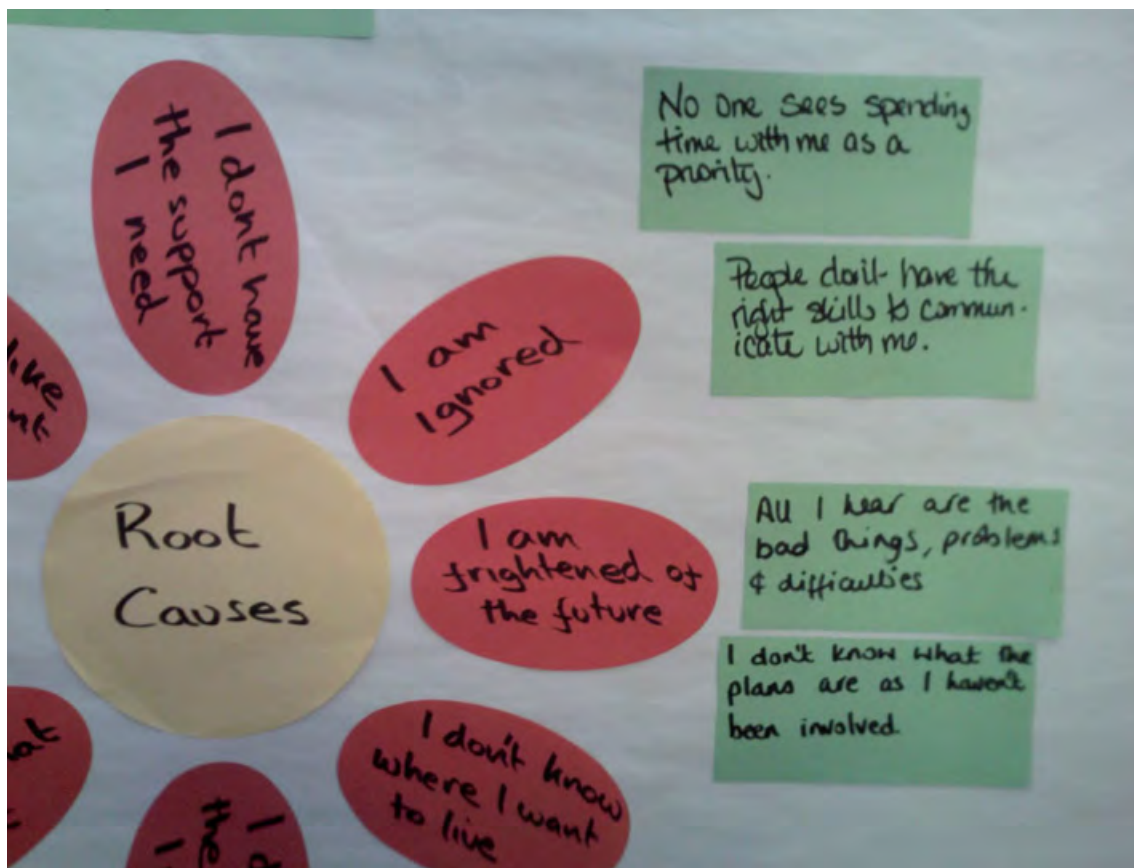 I dont have
the support
I need
I am
Ignored
I am
frightened of
the future
I don't know
where I want
to live
Root
Causes
like
No one sees spending
time with me as a
priority.
People don't have the
right skills to commun-
icate with me.
All I hear are the
bad things, problems
& difficulties
I don't know what the
plans are as I haven't
been involved.
I d
the
I